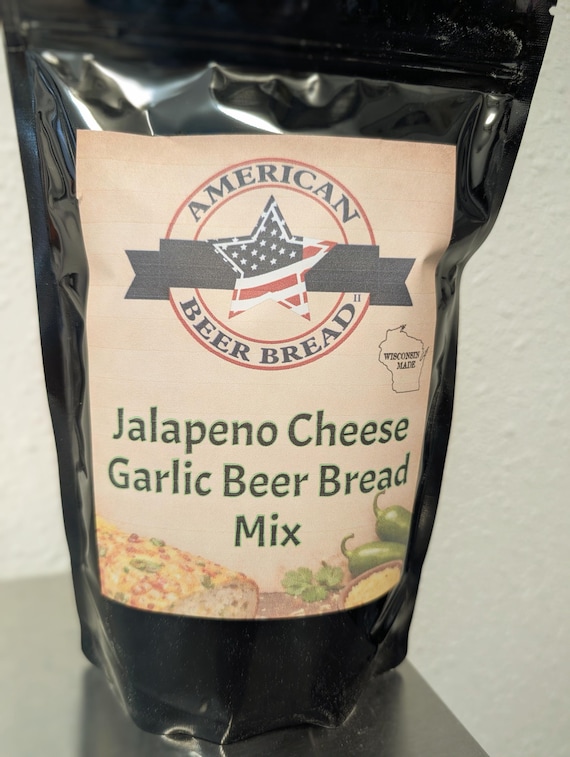 AMERICAN
BEER BREAD II
WISCONSIN
MADE
Jalapeno Cheese
Garlic Beer Bread
Mix